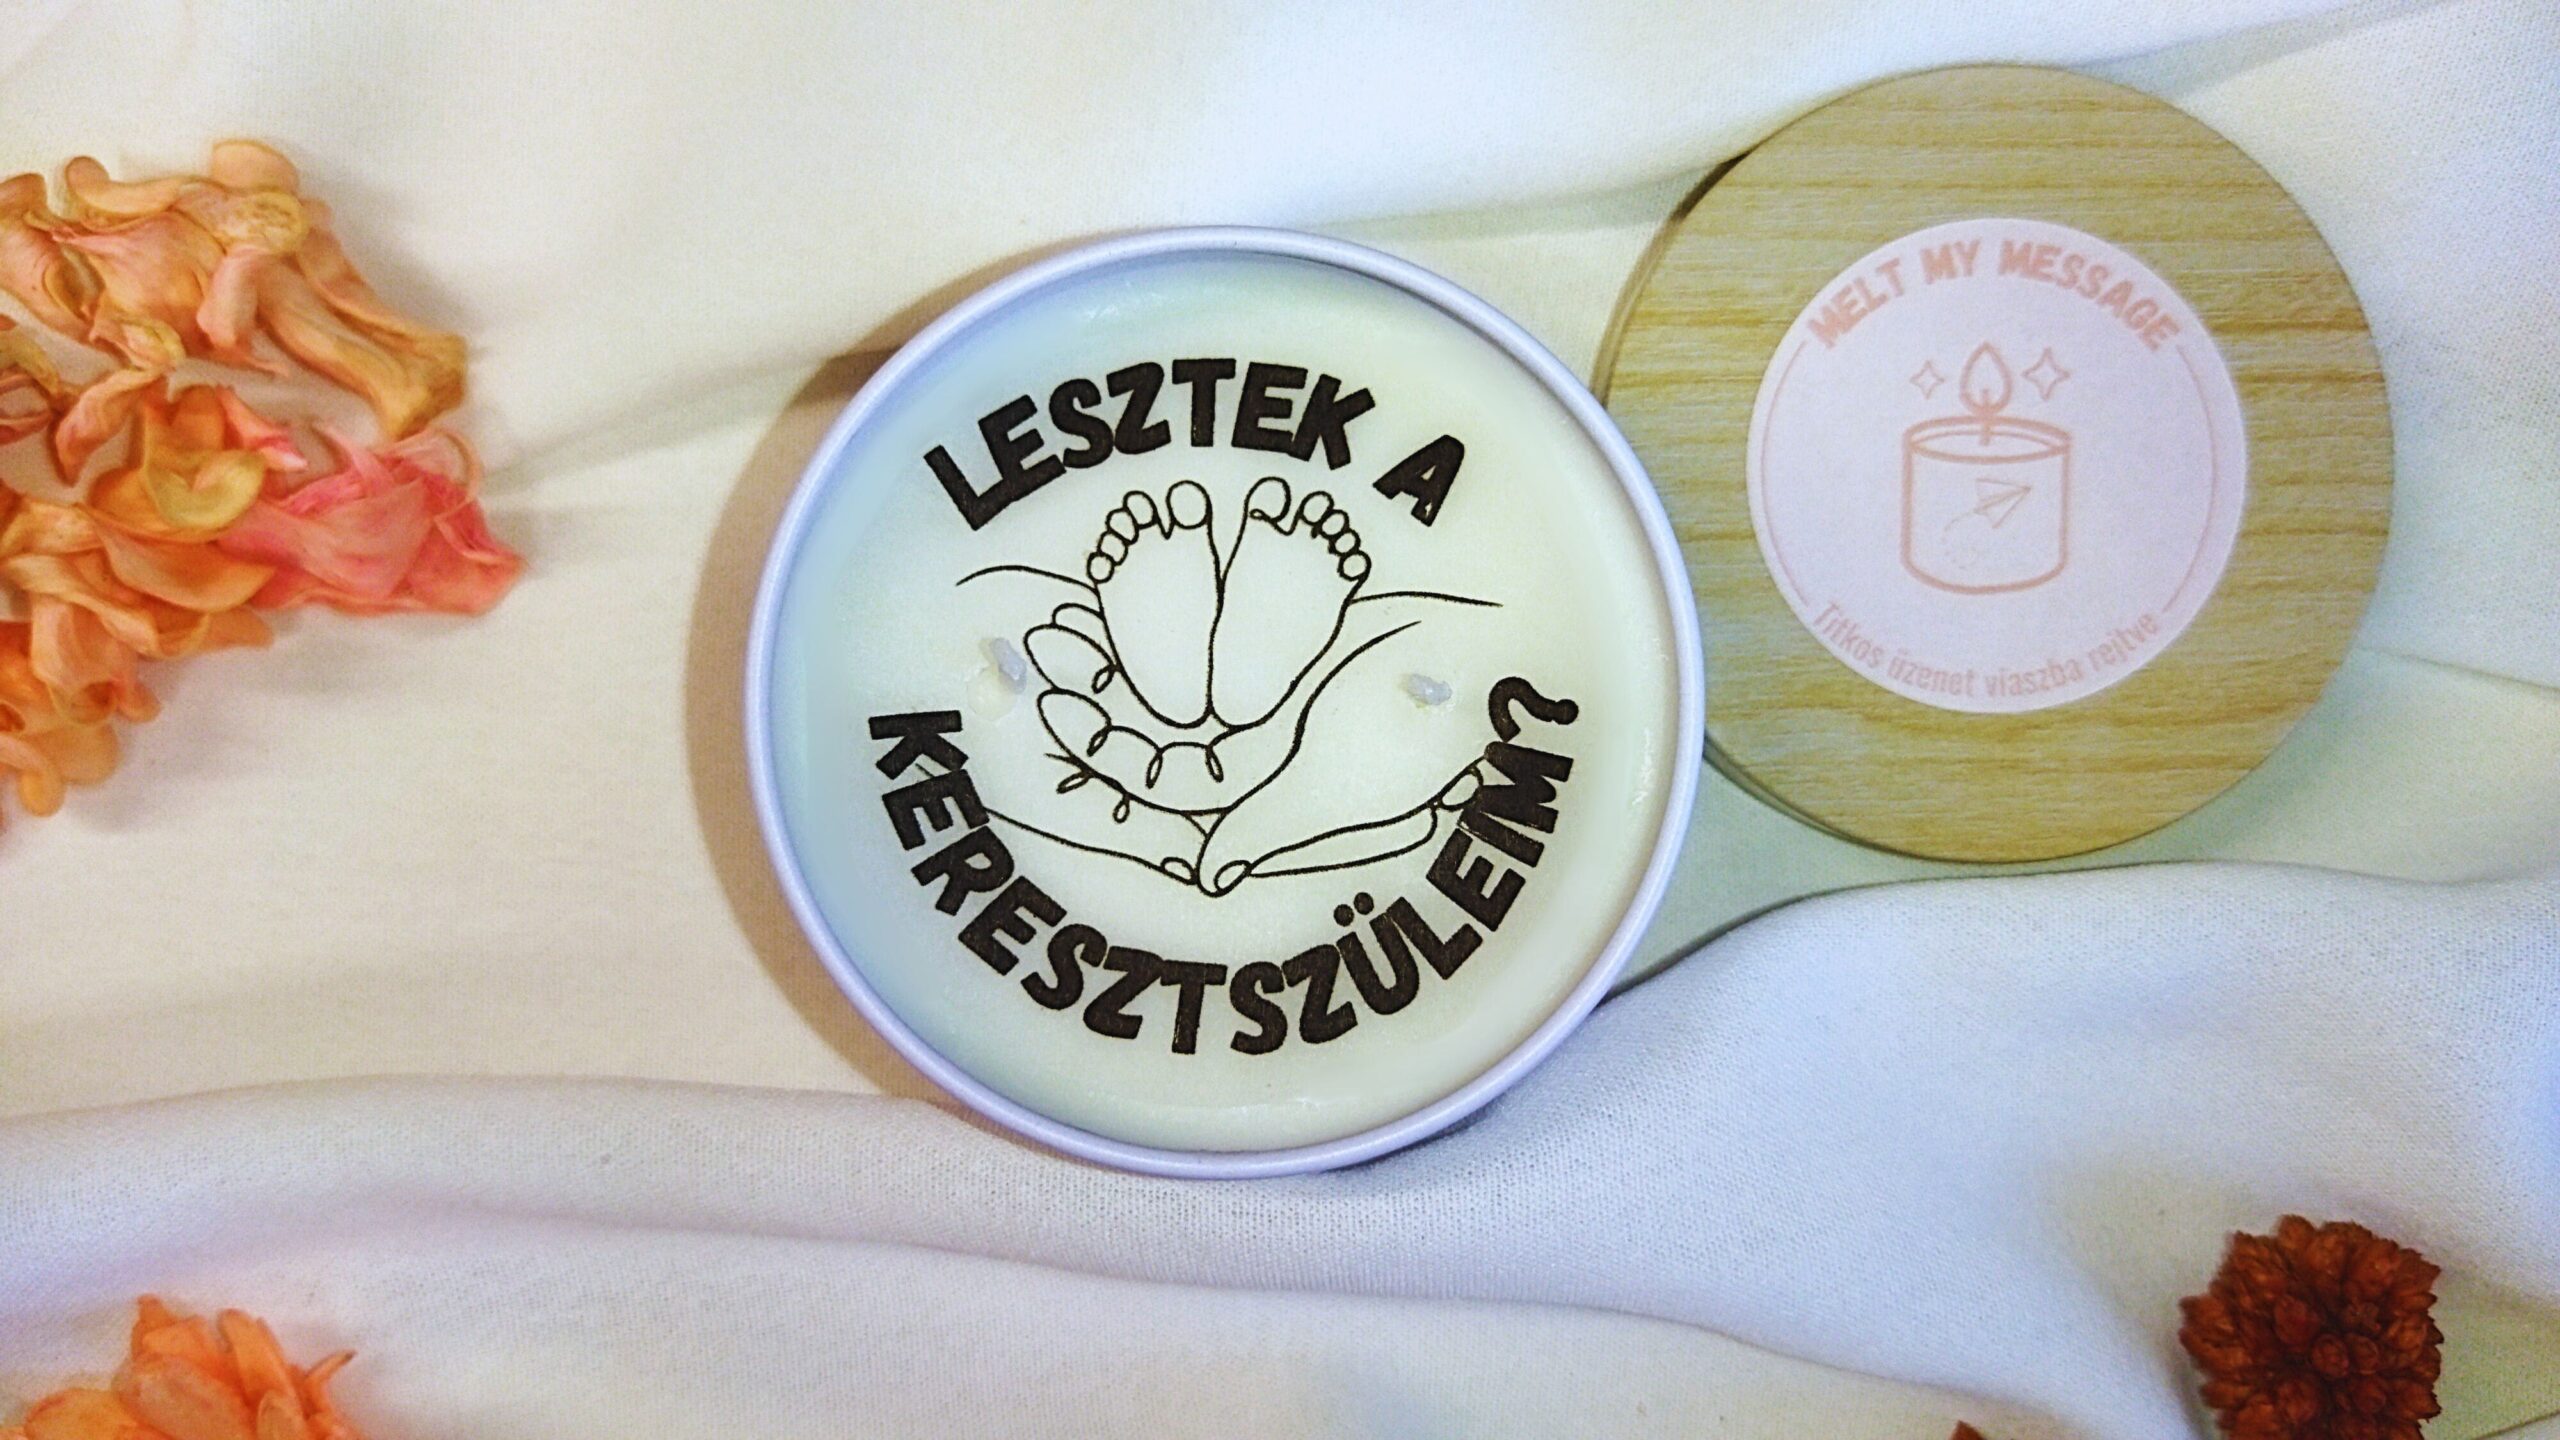 LESZTEK A
KERESZTSZÜLEIM?
MELT MY MESSAGE
Titkos üzenet viaszba rejtve